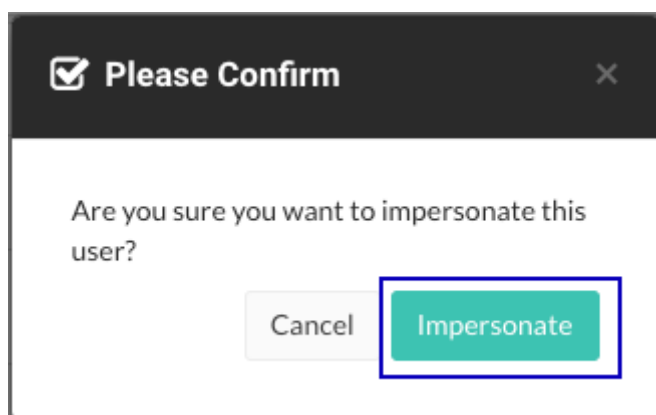 Please Confirm
Are you sure you want to impersonate this
user?
Cancel
Impersonate